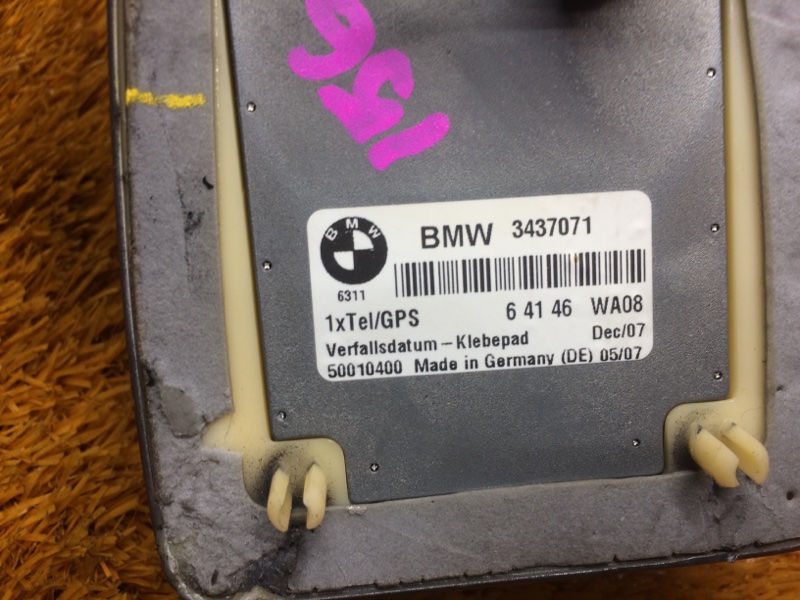 156
BMW
BMW 3437071
6311
1xTel/GPS 6 41 46 WA08
Verfallsdatum - Klebepad Dec/07
50010400 Made in Germany (DE) 05/07